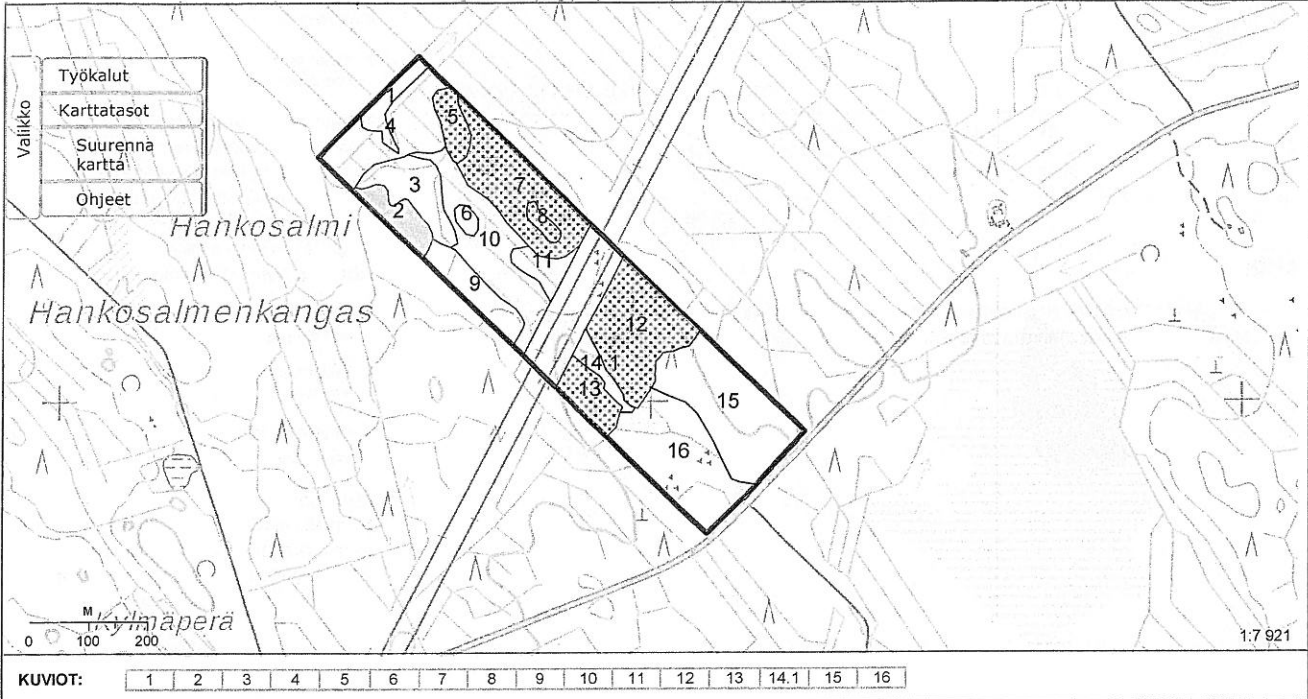 Valikko
Työkalut
Karttatasot
Suurenna
kartta
Ohjeet
Hankosalmi
Hankosalmenkangas
Kylmäperä
4
5
3
2
7
6
8
10
11
9
12
14.1
13
15
16
M
0 100 200
1:7 921
KUVIOT: 1 2 3 4 5 6 7 8 9 10 11 12 13 14.1 15 16